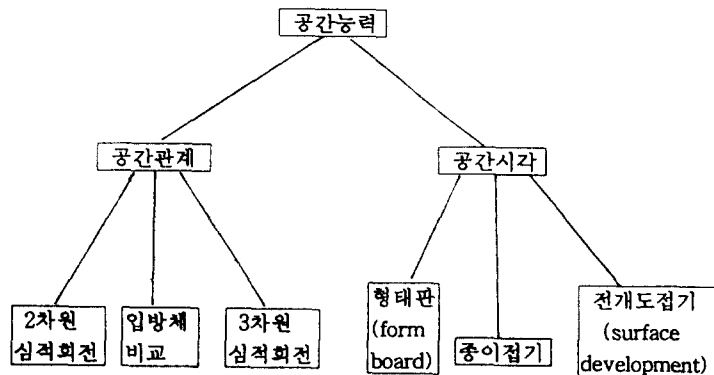 공간능력
공간관계
공간시각
2차원
심적회전
입방체
비교
3차원
심적회전
형태판
(form
board)
종이접기
전개도접기
(surface
development)